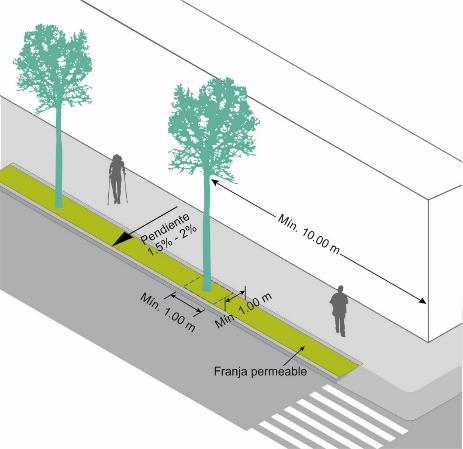 Pendiente
1.5% - 2%
Min. 10.00 m
Min. 1.00 m
Min. 1.00 m
Franja permeable